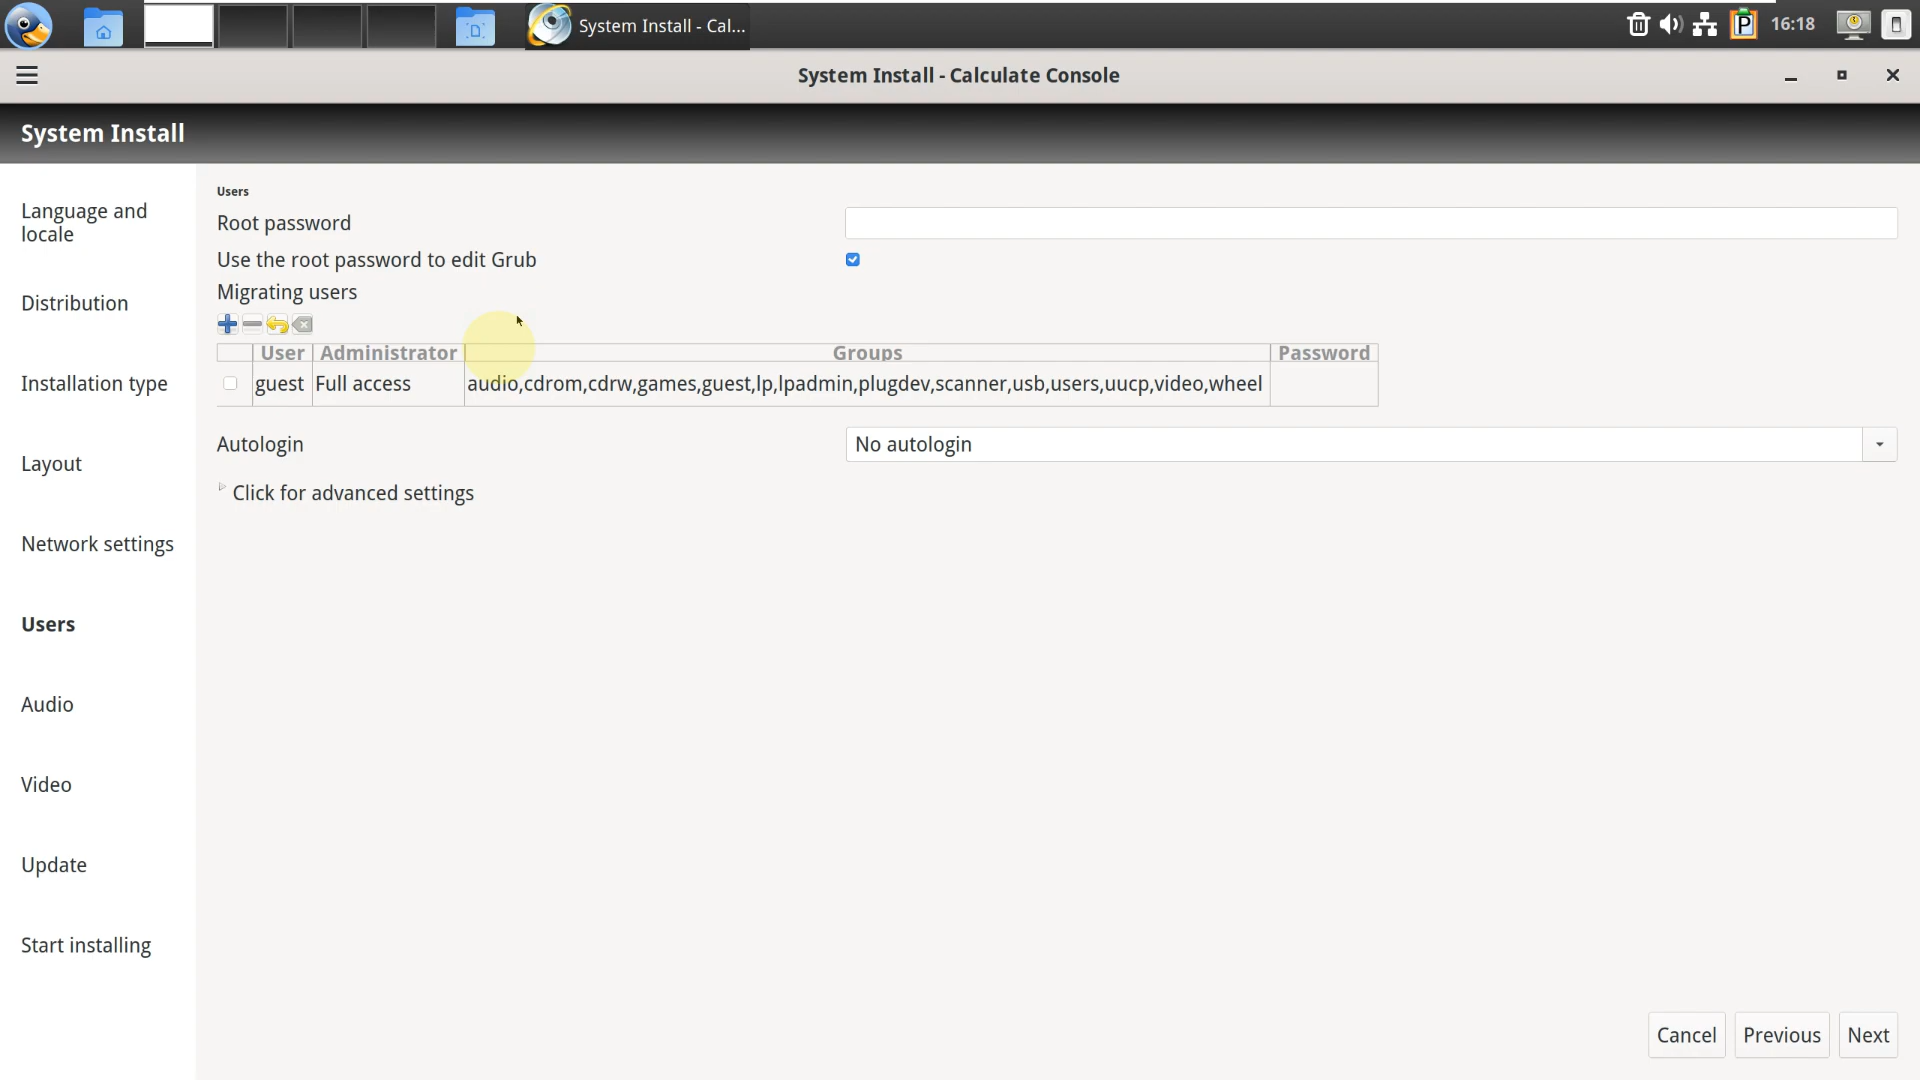 System Install - Cal...
P
16:18
System Install - Calculate Console
System Install
Language and
locale
Distribution
Installation type
Layout
Network settings
Users
Audio
Video
Update
Start installing
Users
Root password
Use the root password to edit Grub
Migrating users
User Administrator Groups Password
guest Full access audio,cdrom,cdrw,games,guest,lp,lpadmin,plugdev,scanner,usb,users,uucp,video,wheel
Autologin No autologin
Click for advanced settings
Cancel Previous Next